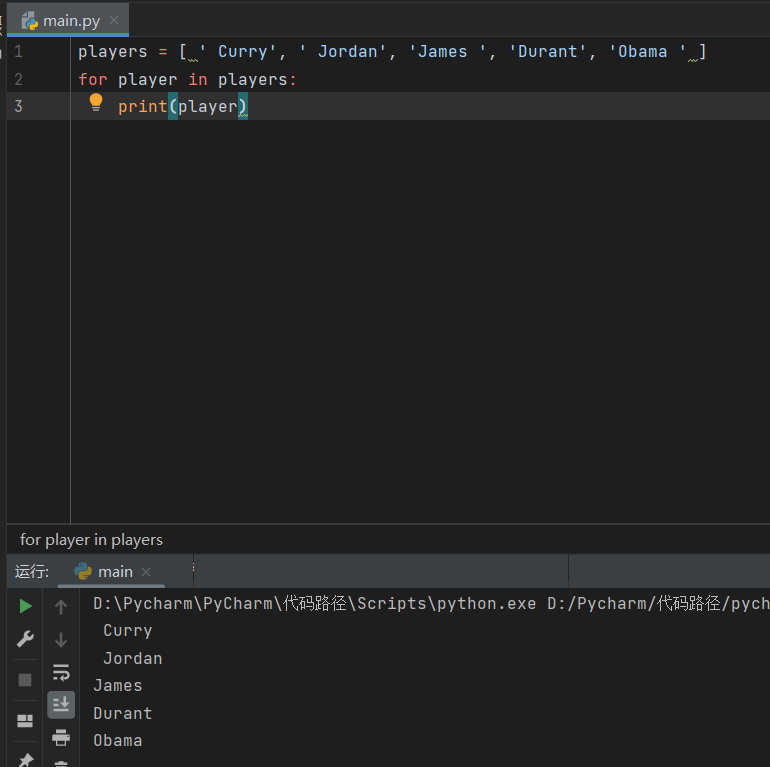 main.py
1 players = [ ' Curry', ' Jordan', 'James ', 'Durant', 'Obama ' ]
2 for player in players:
3     print(player)
for player in players
运行: main
D:\Pycharm\PyCharm\代码路径\Scripts\python.exe D:/Pycharm/代码路径/pych
 Curry
 Jordan
James
Durant
Obama